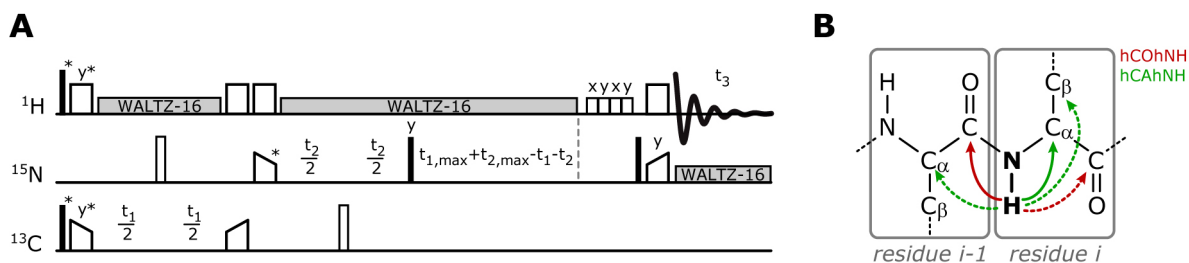 A
B
* y*
WALTZ-16
WALTZ-16
x y x y
t3
1H
y
* t2/2 t2/2 t1,max+t2,max-t1-t2
y
15N
WALTZ-16
* y* t1/2 t1/2
13C
hCOhNH
hCAhNH
H O Cβ
N C Cα
Cα N C
Cβ H O
residue i-1 residue i